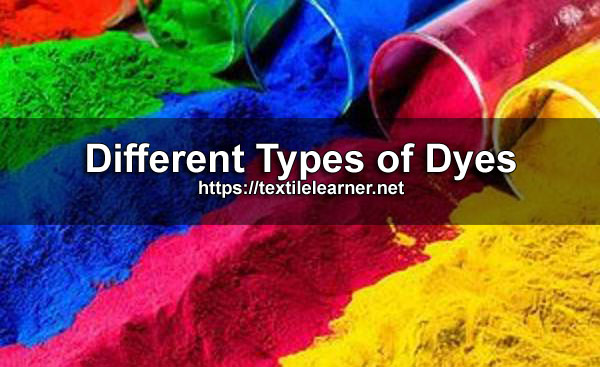 Different Types of Dyes
https://textilelearner.net